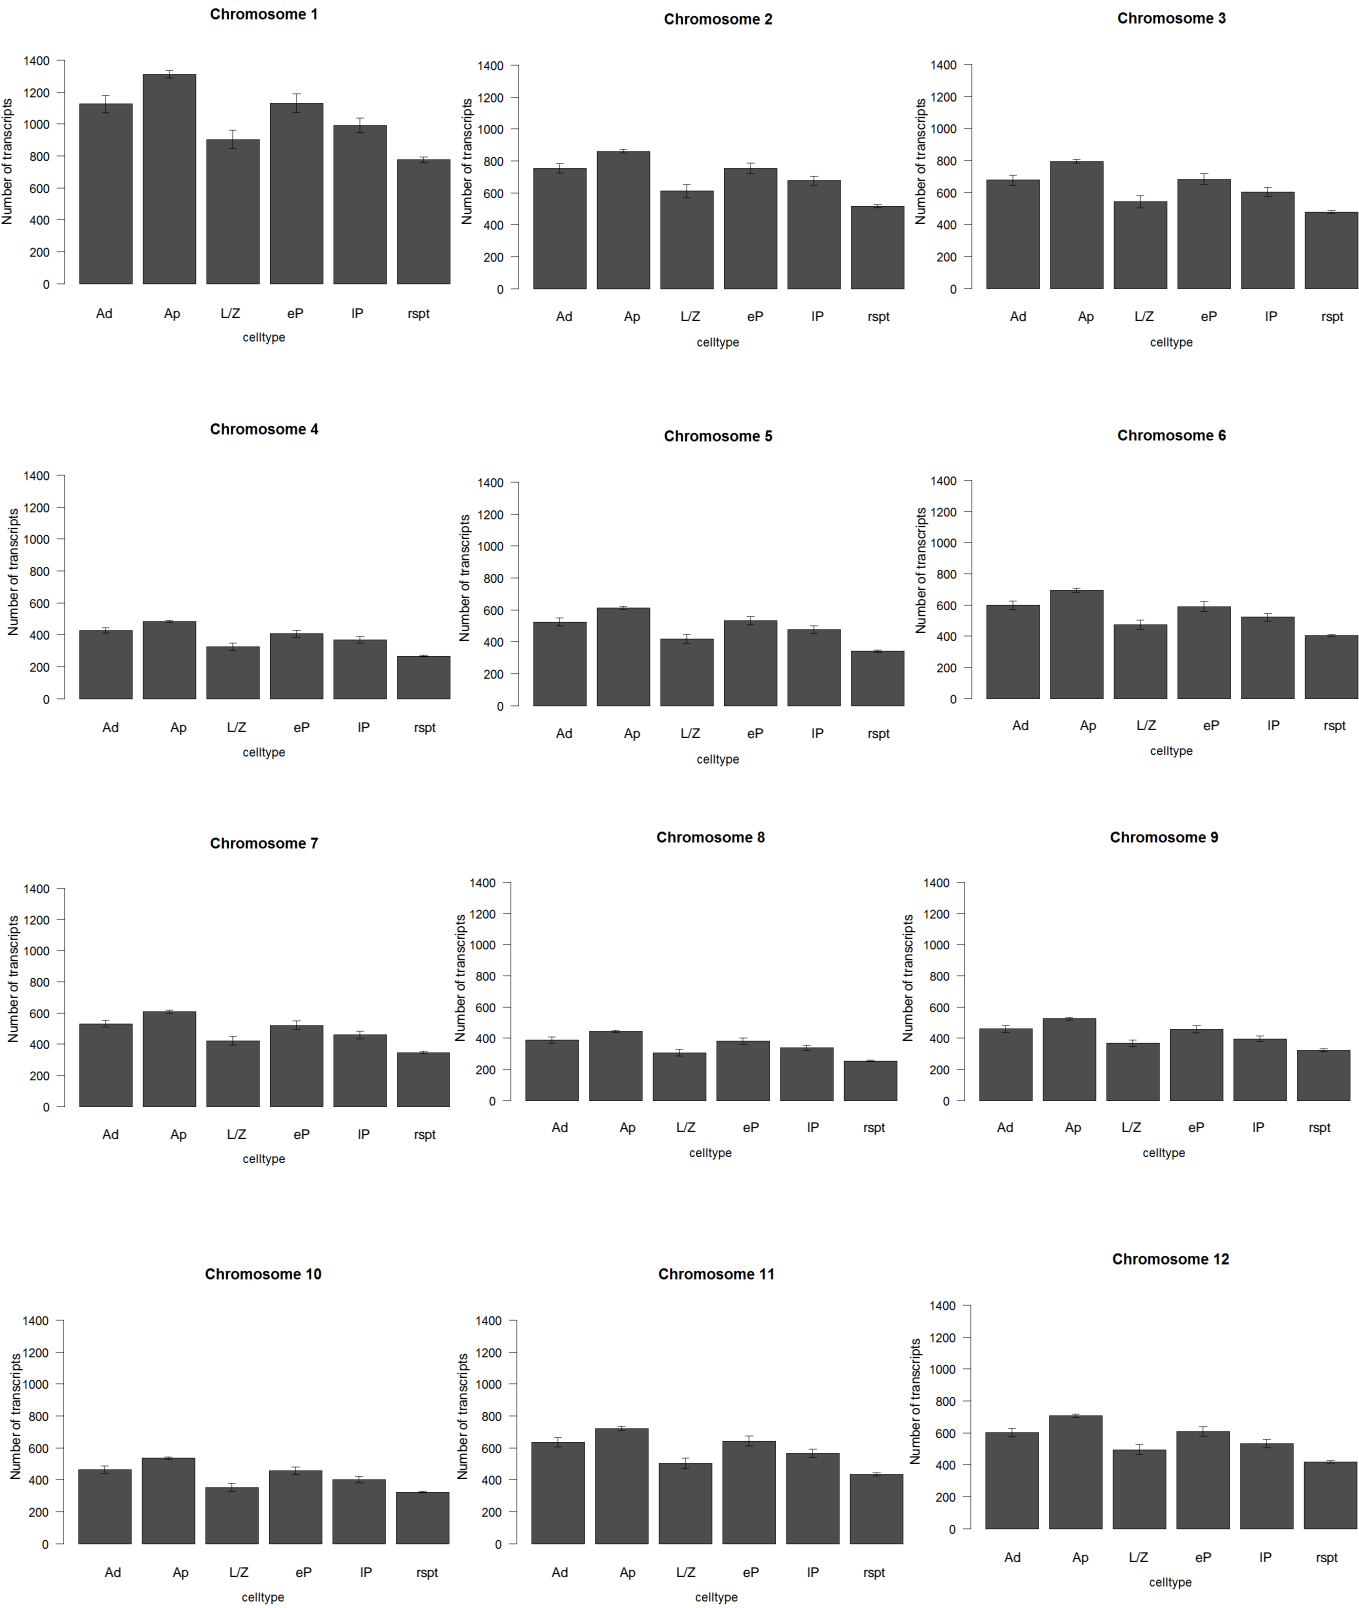 Chromosome 1
Number of transcripts
1400
1200
1000
800
600
400
200
0
Ad Ap L/Z eP lP rspt
celltype
Chromosome 2
Number of transcripts
1400
1200
1000
800
600
400
200
0
Ad Ap L/Z eP lP rspt
celltype
Chromosome 3
Number of transcripts
1400
1200
1000
800
600
400
200
0
Ad Ap L/Z eP lP rspt
celltype
Chromosome 4
Number of transcripts
1400
1200
1000
800
600
400
200
0
Ad Ap L/Z eP lP rspt
celltype
Chromosome 5
Number of transcripts
1400
1200
1000
800
600
400
200
0
Ad Ap L/Z eP lP rspt
celltype
Chromosome 6
Number of transcripts
1400
1200
1000
800
600
400
200
0
Ad Ap L/Z eP lP rspt
celltype
Chromosome 7
Number of transcripts
1400
1200
1000
800
600
400
200
0
Ad Ap L/Z eP lP rspt
celltype
Chromosome 8
Number of transcripts
1400
1200
1000
800
600
400
200
0
Ad Ap L/Z eP lP rspt
celltype
Chromosome 9
Number of transcripts
1400
1200
1000
800
600
400
200
0
Ad Ap L/Z eP lP rspt
celltype
Chromosome 10
Number of transcripts
1400
1200
1000
800
600
400
200
0
Ad Ap L/Z eP lP rspt
celltype
Chromosome 11
Number of transcripts
1400
1200
1000
800
600
400
200
0
Ad Ap L/Z eP lP rspt
celltype
Chromosome 12
Number of transcripts
1400
1200
1000
800
600
400
200
0
Ad Ap L/Z eP lP rspt
celltype